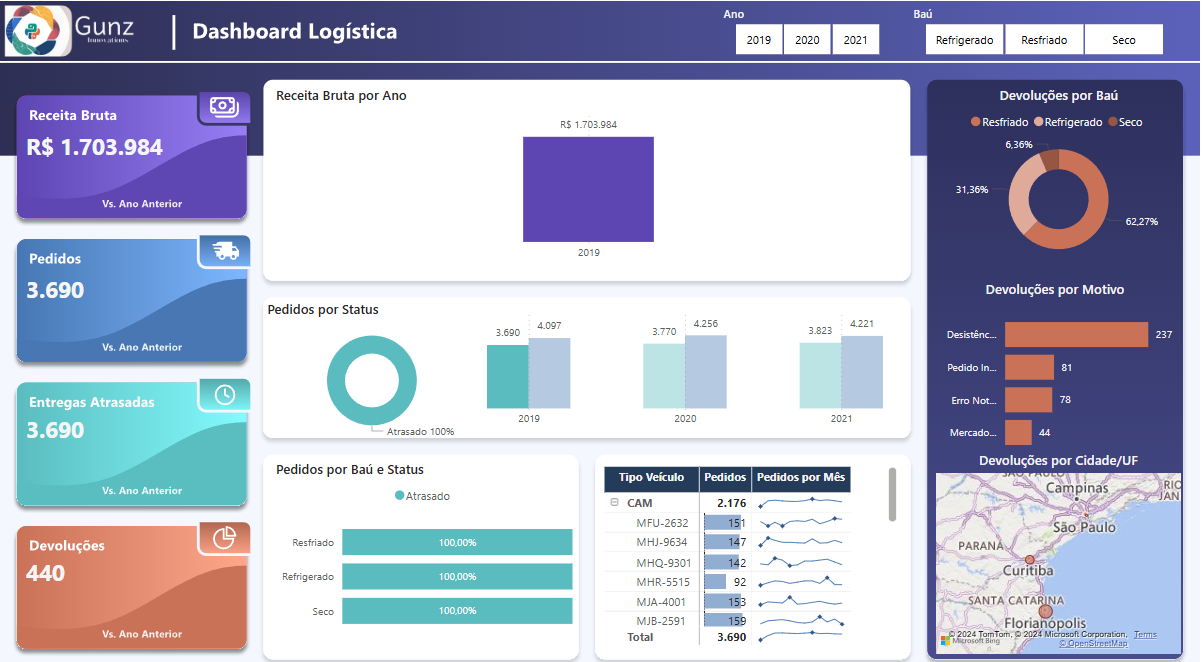 Gunz
Innovations
Dashboard Logística
Ano
2019 2020 2021
Baú
Refrigerado Resfriado Seco
Receita Bruta
R$ 1.703.984
Vs. Ano Anterior
Pedidos
3.690
Vs. Ano Anterior
Entregas Atrasadas
3.690
Vs. Ano Anterior
Devoluções
440
Vs. Ano Anterior
Receita Bruta por Ano
R$ 1.703.984
2019
Pedidos por Status
Atrasado 100%
3.690 4.097
2019
3.770 4.256
2020
3.823 4.221
2021
Pedidos por Baú e Status
Atrasado
Resfriado 100,00%
Refrigerado 100,00%
Seco 100,00%
Tipo Veículo Pedidos Pedidos por Mês
CAM 2.176
MFU-2632 151
MHJ-9634 147
MHQ-9301 142
MHR-5515 92
MJA-4001 153
MJB-2591 159
Total 3.690
Devoluções por Baú
Resfriado Refrigerado Seco
6,36%
31,36%
62,27%
Devoluções por Motivo
Desistênc... 237
Pedido In... 81
Erro Not... 78
Mercado... 44
Devoluções por Cidade/UF
SÃO PAULO
Campinas
RIO
JAN
São Paulo
PARANÁ
Curitiba
SANTA CATARINA
Florianópolis
© 2024 TomTom, © 2024 Microsoft Corporation, Terms
Microsoft Bing © OpenStreetMap